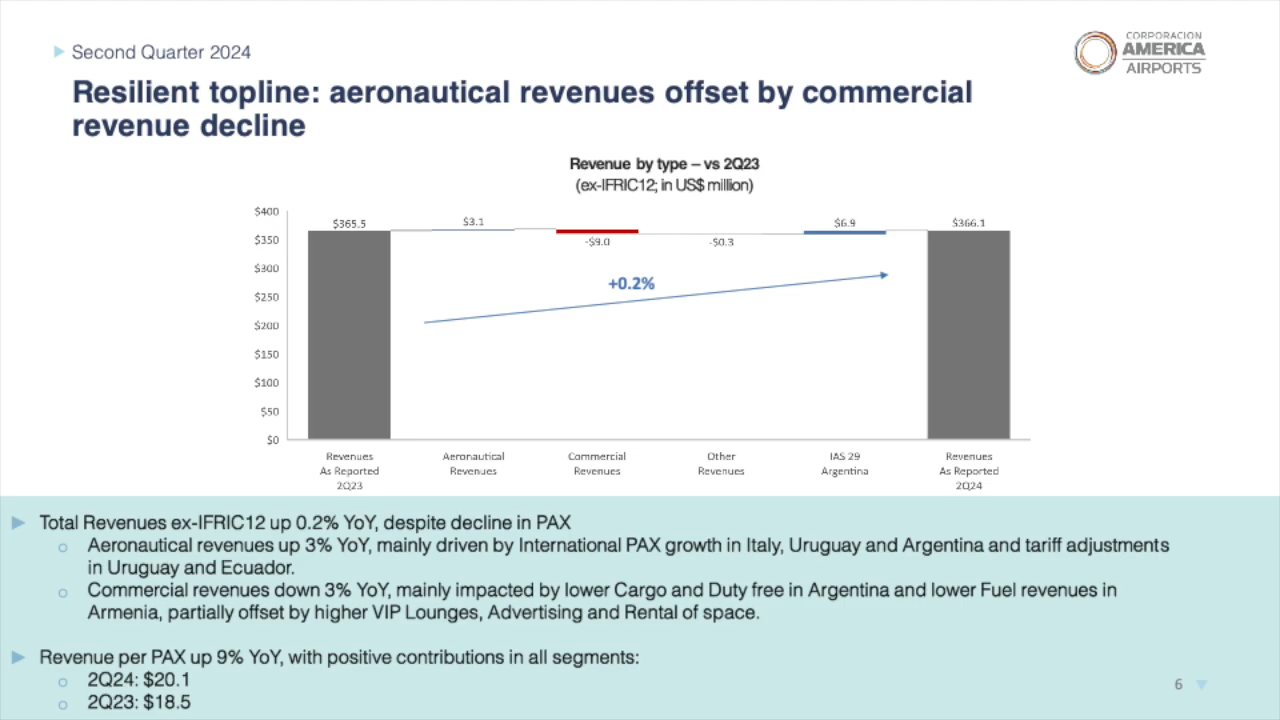 Second Quarter 2024
CORPORACION
AMERICA
AIRPORTS
Resilient topline: aeronautical revenues offset by commercial
revenue decline
Revenue by type – vs 2Q23
(ex-IFRIC12; in US$ million)
$400
$350
$300
$250
$200
$150
$100
$50
$0
$365.5
$3.1
-$9.0
-$0.3
$6.9
$366.1
+0.2%
Revenues
As Reported
2Q23
Aeronautical
Revenues
Commercial
Revenues
Other
Revenues
IAS 29
Argentina
Revenues
As Reported
2Q24
Total Revenues ex-IFRIC12 up 0.2% YoY, despite decline in PAX
Aeronautical revenues up 3% YoY, mainly driven by International PAX growth in Italy, Uruguay and Argentina and tariff adjustments
in Uruguay and Ecuador.
Commercial revenues down 3% YoY, mainly impacted by lower Cargo and Duty free in Argentina and lower Fuel revenues in
Armenia, partially offset by higher VIP Lounges, Advertising and Rental of space.
Revenue per PAX up 9% YoY, with positive contributions in all segments:
2Q24: $20.1
2Q23: $18.5
6